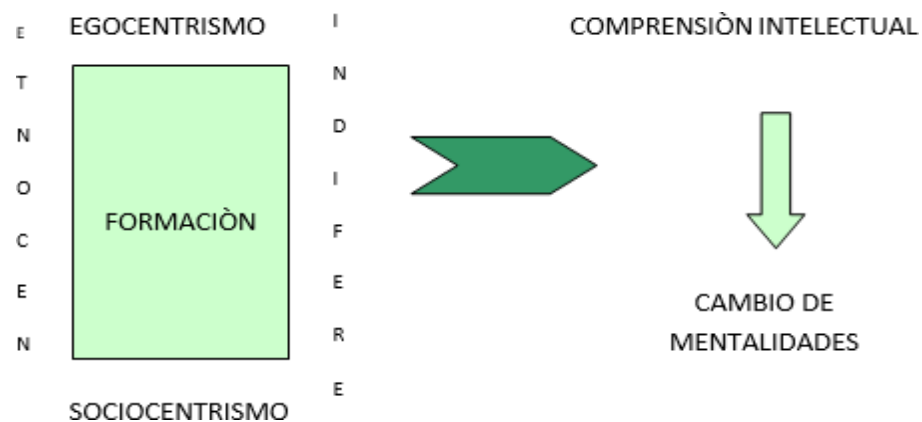 EGOCENTRISMO
E
T
N
O
C
E
N
FORMACIÒN
SOCIOCENTRISMO
I
N
D
I
F
E
R
E
COMPRENSIÒN INTELECTUAL
CAMBIO DE
MENTALIDADES